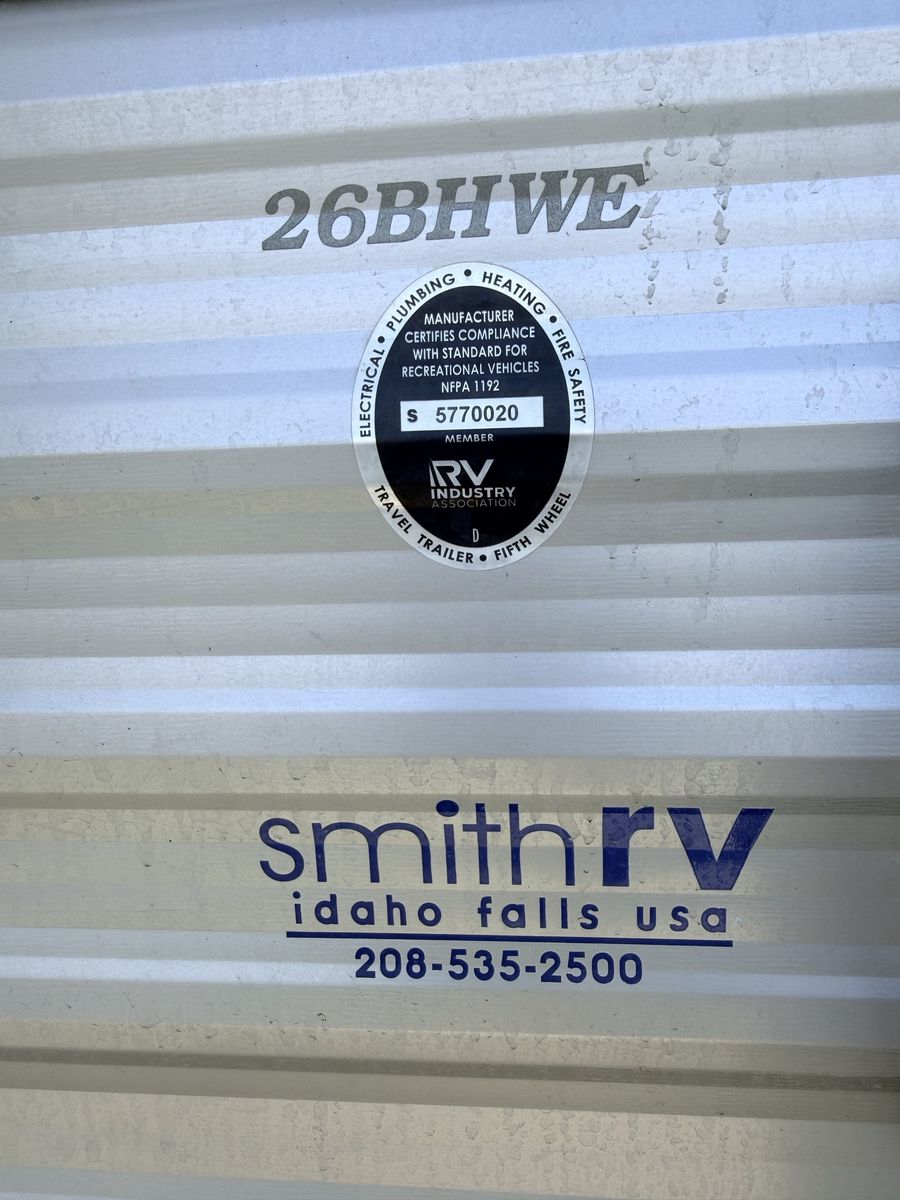 26BHWE
ELECTRICAL • PLUMBING • HEATING • FIRE SAFETY
MANUFACTURER
CERTIFIES COMPLIANCE
WITH STANDARD FOR
RECREATIONAL VEHICLES
NFPA 1192
S 5770020
MEMBER
RV
INDUSTRY
ASSOCIATION
D
TRAVEL TRAILER • FIFTH WHEEL
smithrv
idaho falls usa
208-535-2500